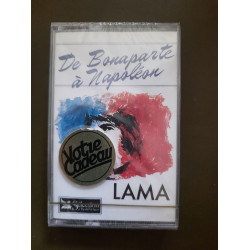 De Bonaparte
à Napoléon
Votre
Cadeau
LAMA